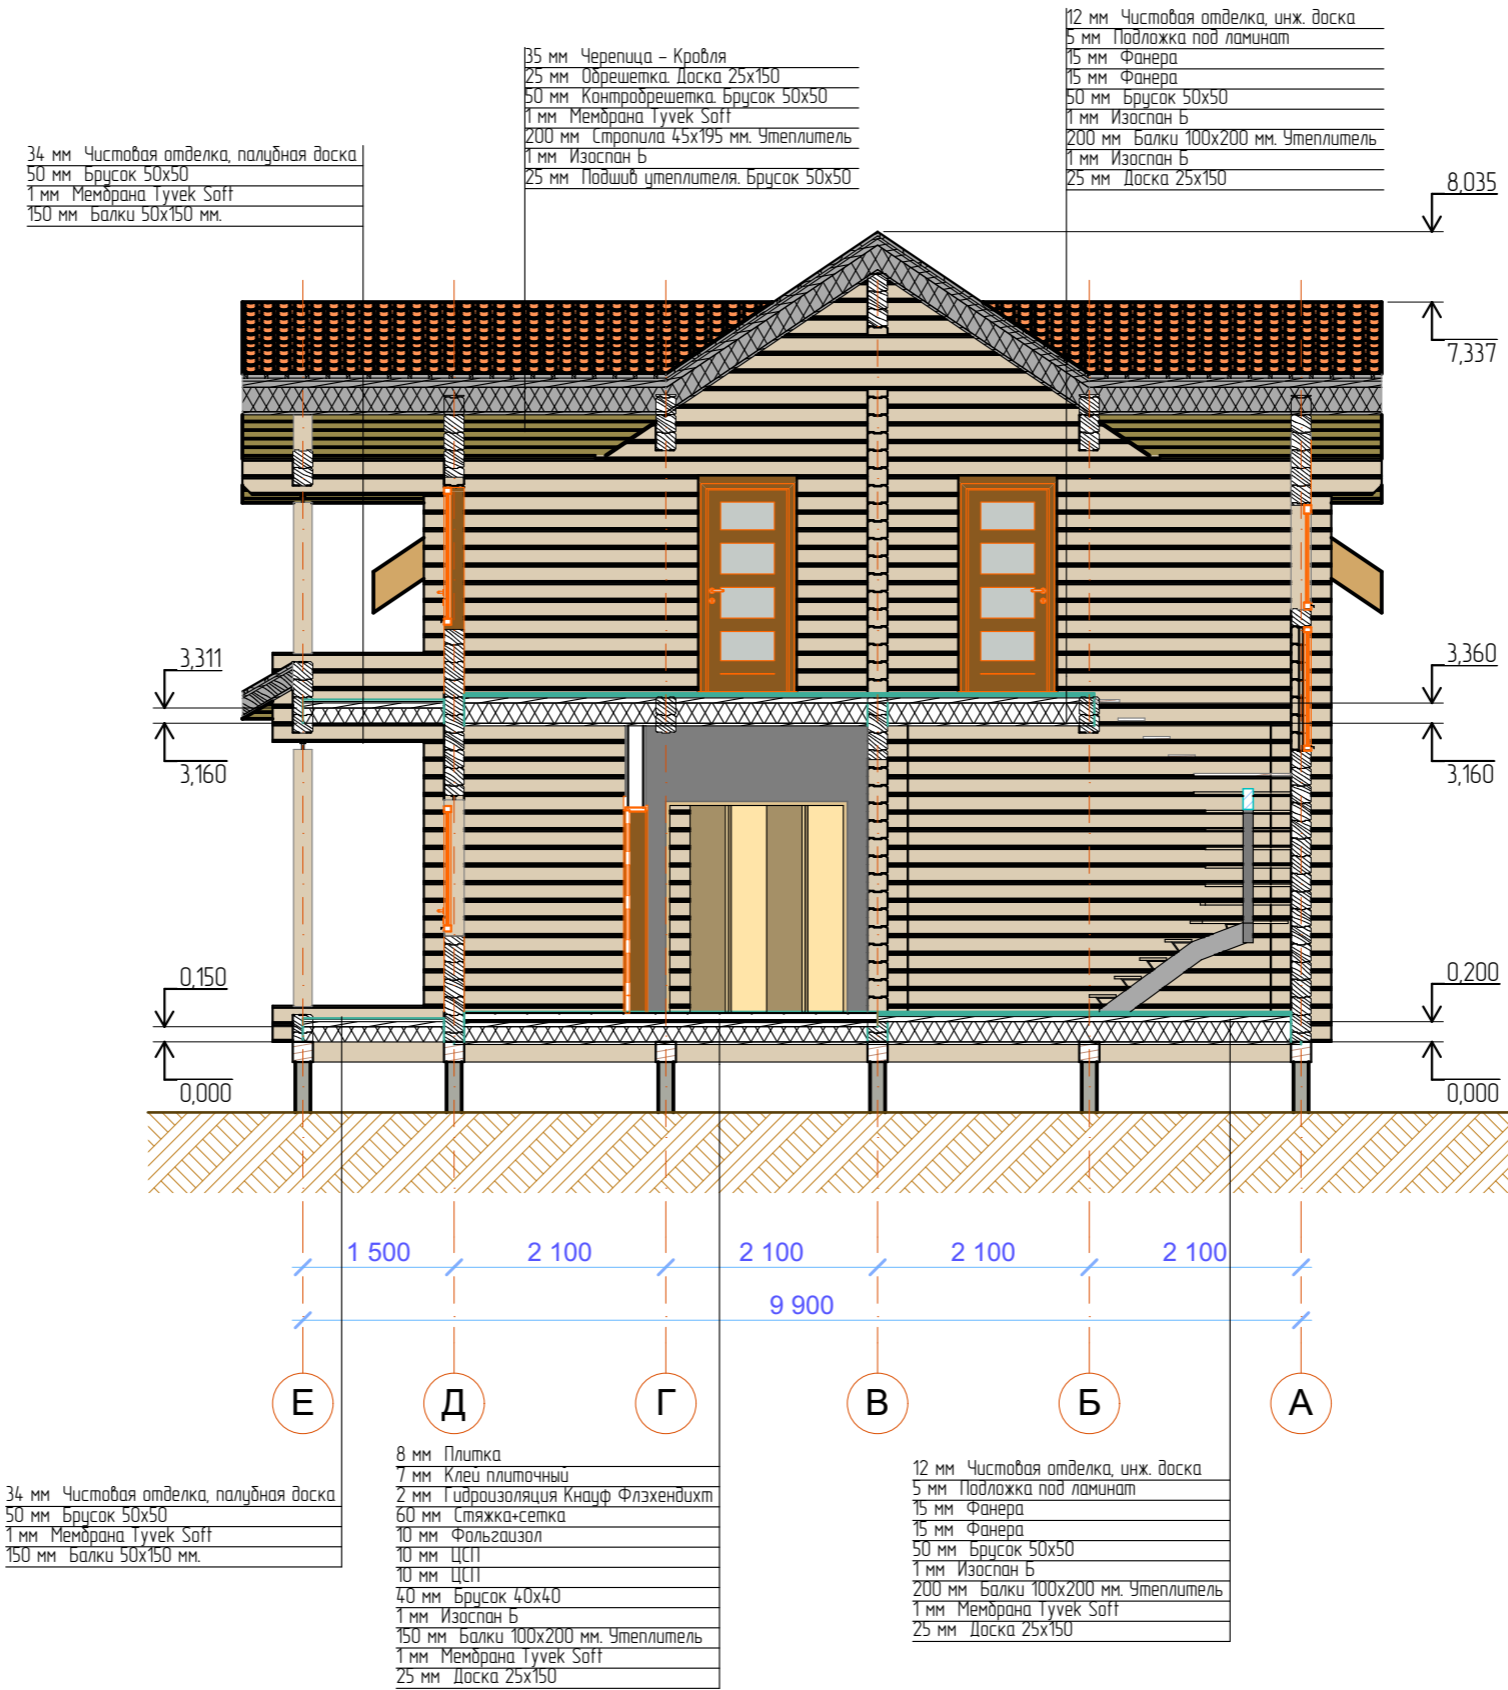 12 мм Чистовая отделка, инж. доска
5 мм Подложка под ламинат
15 мм Фанера
15 мм Фанера
50 мм Брусок 50х50
1 мм Изоспан Б
200 мм Балки 100х200 мм. Утеплитель
1 мм Изоспан Б
25 мм Доска 25х150
35 мм Черепица – Кровля
25 мм Обрешетка. Доска 25х150
50 мм Контробрешетка. Брусок 50х50
1 мм Мембрана Tyvek Soft
200 мм Стропила 45х195 мм. Утеплитель
1 мм Изоспан Б
25 мм Подшив утеплителя. Брусок 50х50
34 мм Чистовая отделка, палубная доска
50 мм Брусок 50х50
1 мм Мембрана Tyvek Soft
150 мм Балки 50х150 мм.
8,035
7,337
3,311
3,360
3,160
3,160
0,150
0,200
0,000
0,000
1 500
2 100
2 100
2 100
2 100
9 900
Е
Д
Г
В
Б
А
34 мм Чистовая отделка, палубная доска
50 мм Брусок 50х50
1 мм Мембрана Tyvek Soft
150 мм Балки 50х150 мм.
8 мм Плитка
7 мм Клей плиточный
2 мм Гидроизоляция Кнауф Флэхендихт
60 мм Стяжка+сетка
10 мм Фольгаизол
10 мм ЦСП
10 мм ЦСП
40 мм Брусок 40х40
1 мм Изоспан Б
150 мм Балки 100х200 мм. Утеплитель
1 мм Мембрана Tyvek Soft
25 мм Доска 25х150
12 мм Чистовая отделка, инж. доска
5 мм Подложка под ламинат
15 мм Фанера
15 мм Фанера
50 мм Брусок 50х50
1 мм Изоспан Б
200 мм Балки 100х200 мм. Утеплитель
1 мм Мембрана Tyvek Soft
25 мм Доска 25х150